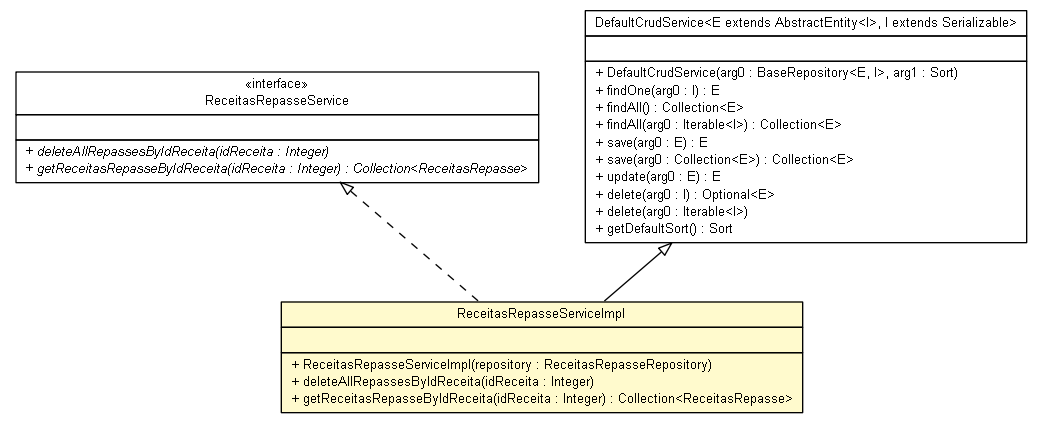 «interface»
ReceitasRepasseService
+ deleteAllRepassesByIdReceita(idReceita : Integer)
+ getReceitasRepasseByIdReceita(idReceita : Integer) : Collection<ReceitasRepasse>
DefaultCrudService<E extends AbstractEntity<I>, I extends Serializable>
+ DefaultCrudService(arg0 : BaseRepository<E, I>, arg1 : Sort)
+ findOne(arg0 : I) : E
+ findAll() : Collection<E>
+ findAll(arg0 : Iterable<I>) : Collection<E>
+ save(arg0 : E) : E
+ save(arg0 : Collection<E>) : Collection<E>
+ update(arg0 : E) : E
+ delete(arg0 : I) : Optional<E>
+ delete(arg0 : Iterable<I>)
+ getDefaultSort() : Sort
ReceitasRepasseServiceImpl
+ ReceitasRepasseServiceImpl(repository : ReceitasRepasseRepository)
+ deleteAllRepassesByIdReceita(idReceita : Integer)
+ getReceitasRepasseByIdReceita(idReceita : Integer) : Collection<ReceitasRepasse>